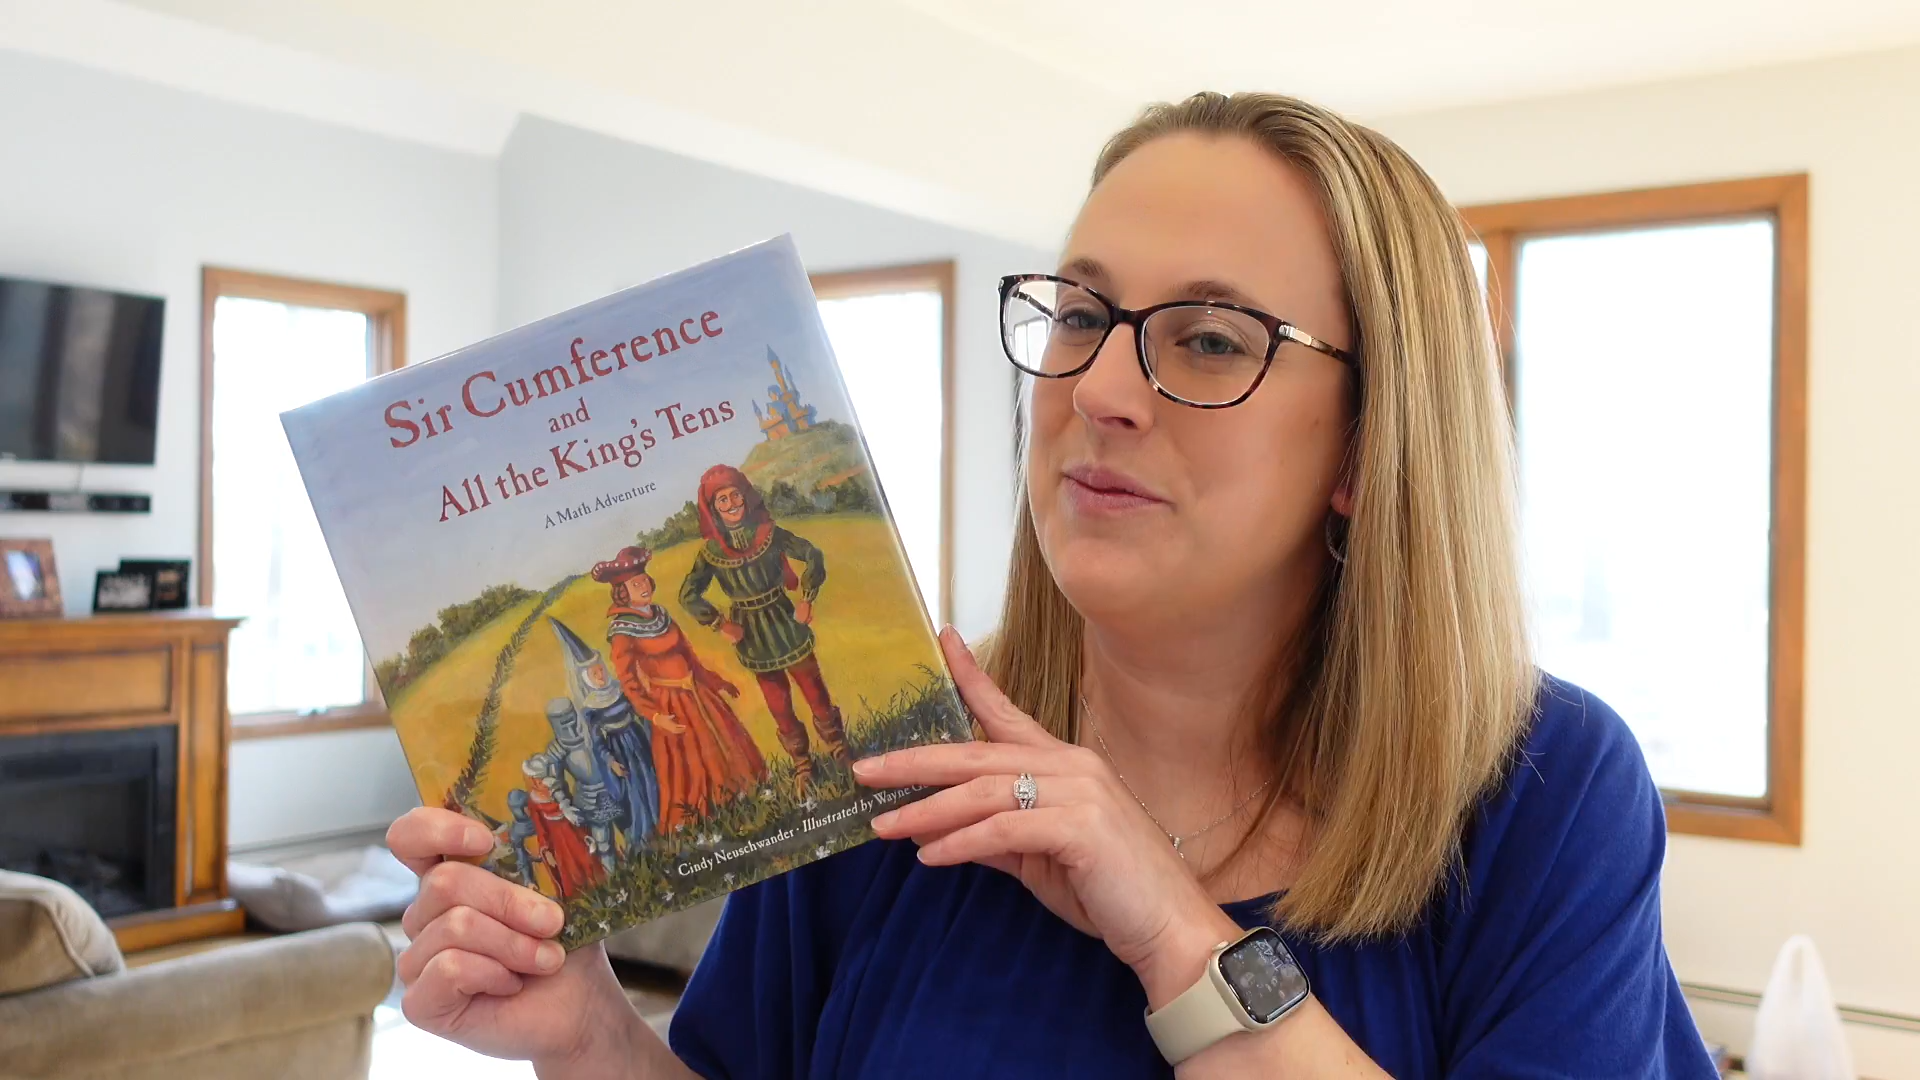 Sir Cumference
and
All the King's Tens
A Math Adventure
Cindy Neuschwander · Illustrated by Wayne